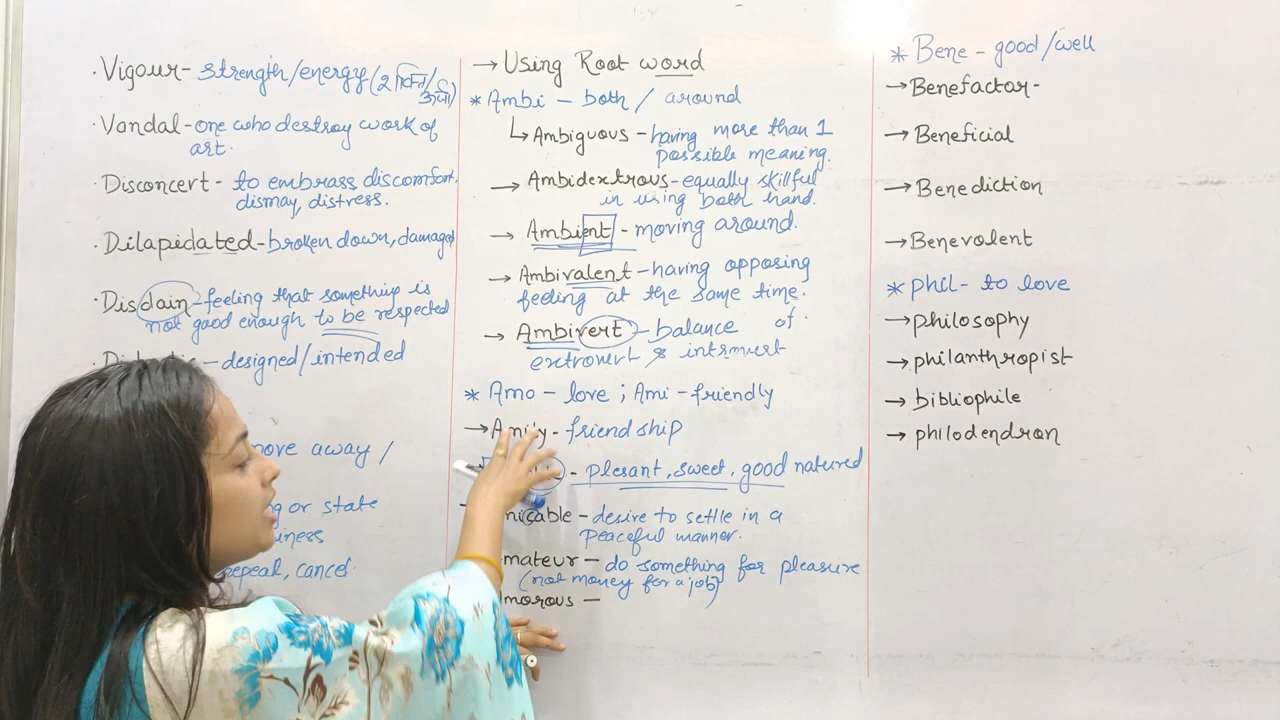 · Vigour - strength/energy (शक्ति/
ऊर्जा)
· Vandal - one who destroy work of
art.
· Disconcert - to embrass discomfort,
dismay, distress.
· Dilapidated - broken down, damaged
· Disdain - feeling that something is
not good enough to be respected
- designed/intended
move away /
or state
repeal, cancel
→ Using Root word
* Ambi - both / around
↳ Ambiguous - having more than 1
possible meaning.
→ Ambidextrous - equally skillful
in using both hand.
→ Ambient - moving around.
→ Ambivalent - having opposing
feeling at the same time.
→ Ambivert - balance of
extrovert & introvert
* Amo - love ; Ami - friendly
→ Amity - friendship
- plesant, sweet, good natured
micable - desire to settle in a
peaceful manner.
mateur - do something for pleasure
(not money for a job)
morous -
* Bene - good/well
→ Benefactor -
→ Beneficial
→ Benediction
→ Benevolent
* phil - to love
→ philosophy
→ philanthropist
→ bibliophile
→ philodendron